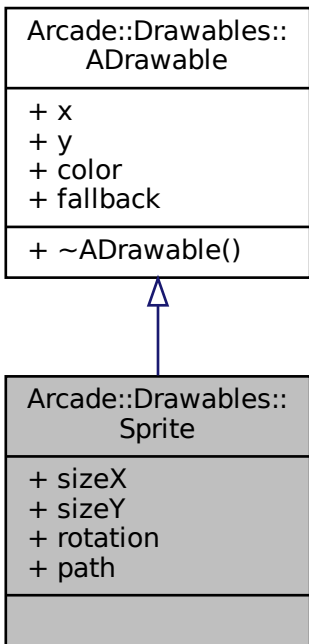 Arcade::Drawables::
ADrawable
+ x
+ y
+ color
+ fallback
+ ~ADrawable()
Arcade::Drawables::
Sprite
+ sizeX
+ sizeY
+ rotation
+ path